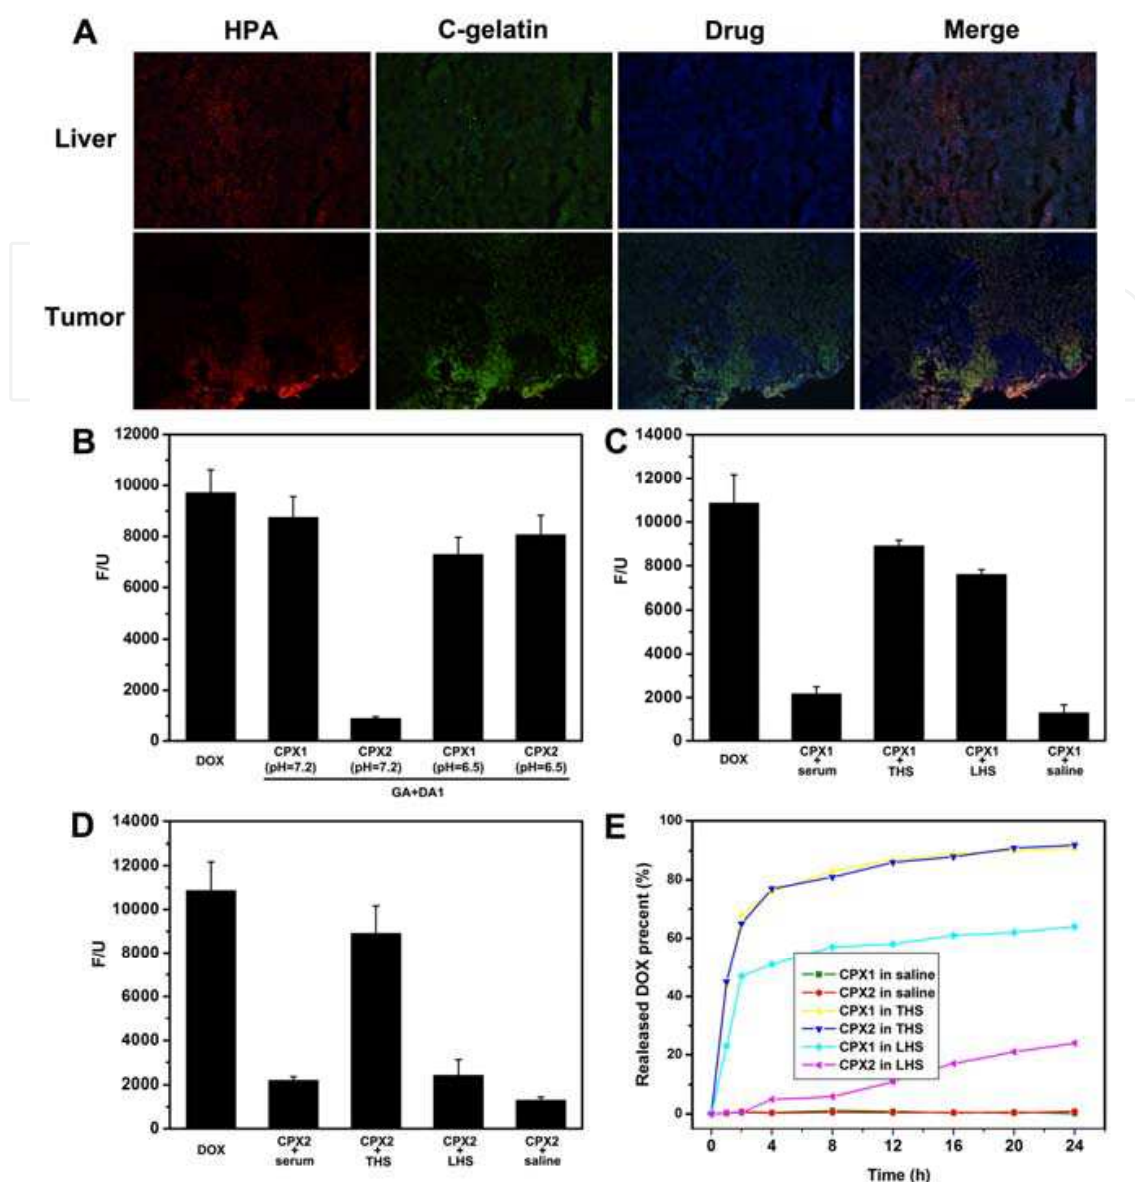 A
HPA C-gelatin Drug Merge
Liver
Tumor
B
12000
10000
8000
6000
4000
2000
0
F/U
DOX
CPX1 (pH=7.2)
CPX2 (pH=7.2)
CPX1 (pH=6.5)
CPX2 (pH=6.5)
GA+DA1
C
14000
12000
10000
8000
6000
4000
2000
0
F/U
DOX
CPX1 + serum
CPX1 + THS
CPX1 + LHS
CPX1 + saline
D
14000
12000
10000
8000
6000
4000
2000
0
F/U
DOX
CPX2 + serum
CPX2 + THS
CPX2 + LHS
CPX2 + saline
E
100
80
60
40
20
0
Realeased DOX precent (%)
CPX1 in saline
CPX2 in saline
CPX1 in THS
CPX2 in THS
CPX1 in LHS
CPX2 in LHS
0 4 8 12 16 20 24
Time (h)